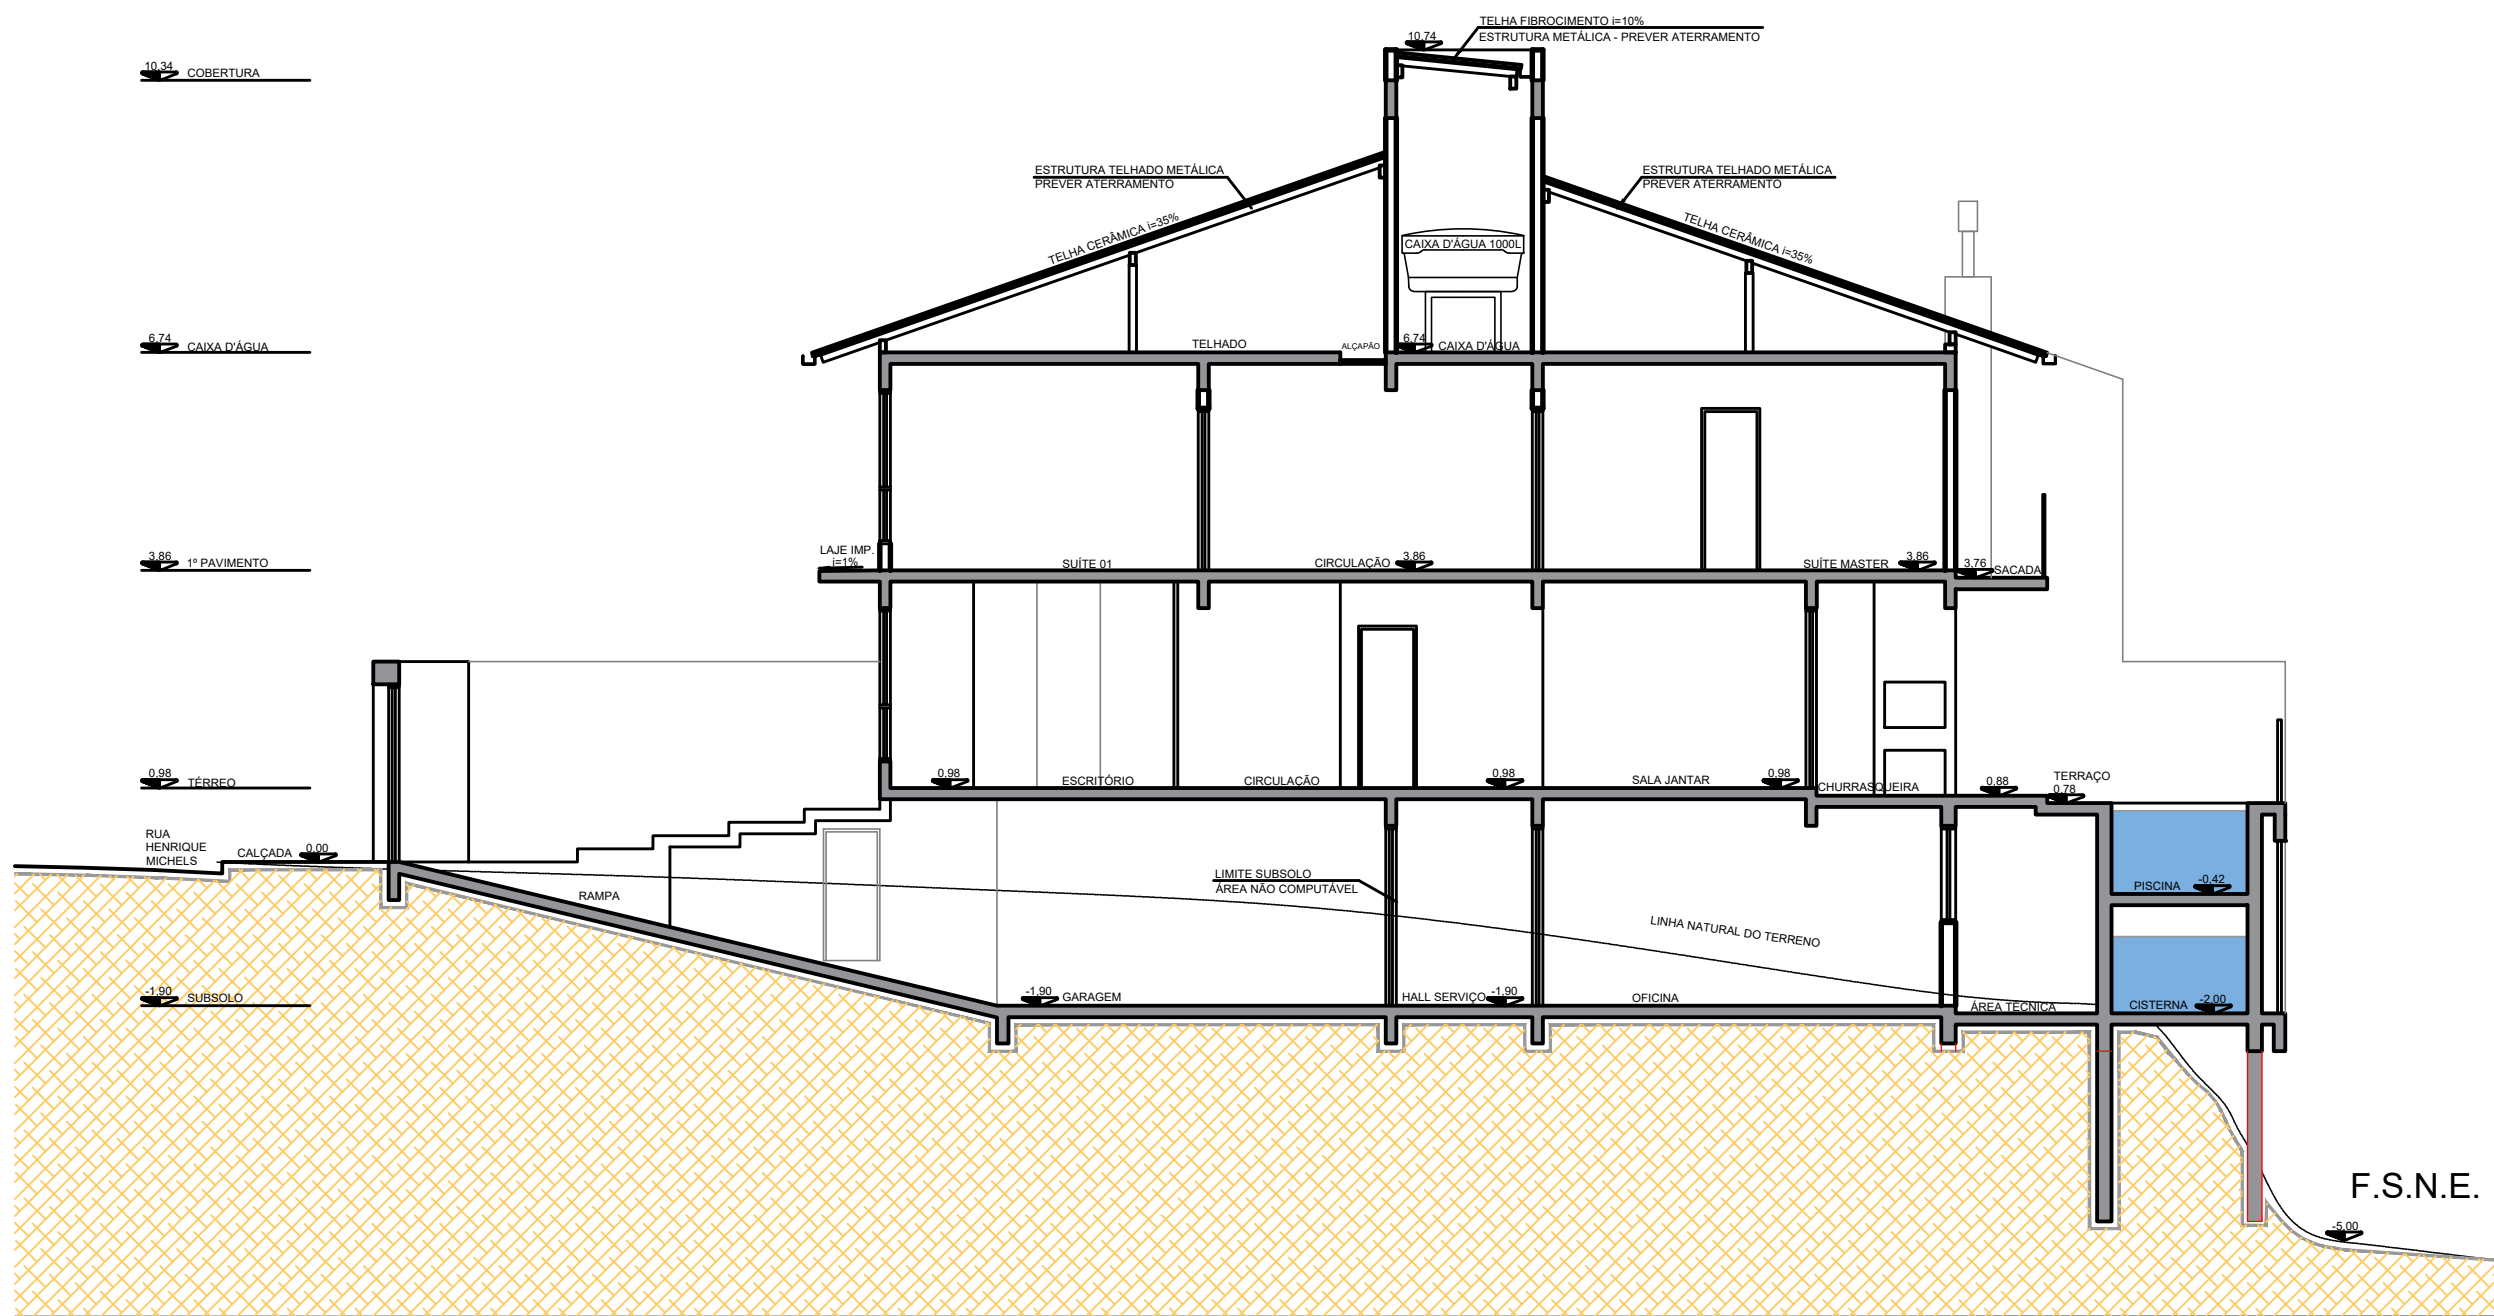 TELHA FIBROCIMENTO i=10%
ESTRUTURA METÁLICA - PREVER ATERRAMENTO
10,74
10,34
COBERTURA
ESTRUTURA TELHADO METÁLICA
PREVER ATERRAMENTO
ESTRUTURA TELHADO METÁLICA
PREVER ATERRAMENTO
TELHA CERÂMICA i=35%
TELHA CERÂMICA i=35%
CAIXA D'ÁGUA 1000L
6,74
CAIXA D'ÁGUA
TELHADO
ALÇAPÃO
6,74
CAIXA D'ÁGUA
3,86
1º PAVIMENTO
LAJE IMP.
i=1%
SUÍTE 01
CIRCULAÇÃO
3,86
SUÍTE MASTER
3,86
3,76
SACADA
0,98
TÉRREO
0,98
ESCRITÓRIO
CIRCULAÇÃO
0,98
SALA JANTAR
0,98
CHURRASQUEIRA
0,88
TERRAÇO
0,78
RUA
HENRIQUE
MICHELS
CALÇADA
0,00
RAMPA
LIMITE SUBSOLO
ÁREA NÃO COMPUTÁVEL
LINHA NATURAL DO TERRENO
PISCINA
-0,42
-1,90
SUBSOLO
-1,90
GARAGEM
HALL SERVIÇO
-1,90
OFICINA
ÁREA TÉCNICA
CISTERNA
-2,00
F.S.N.E.
-5,00